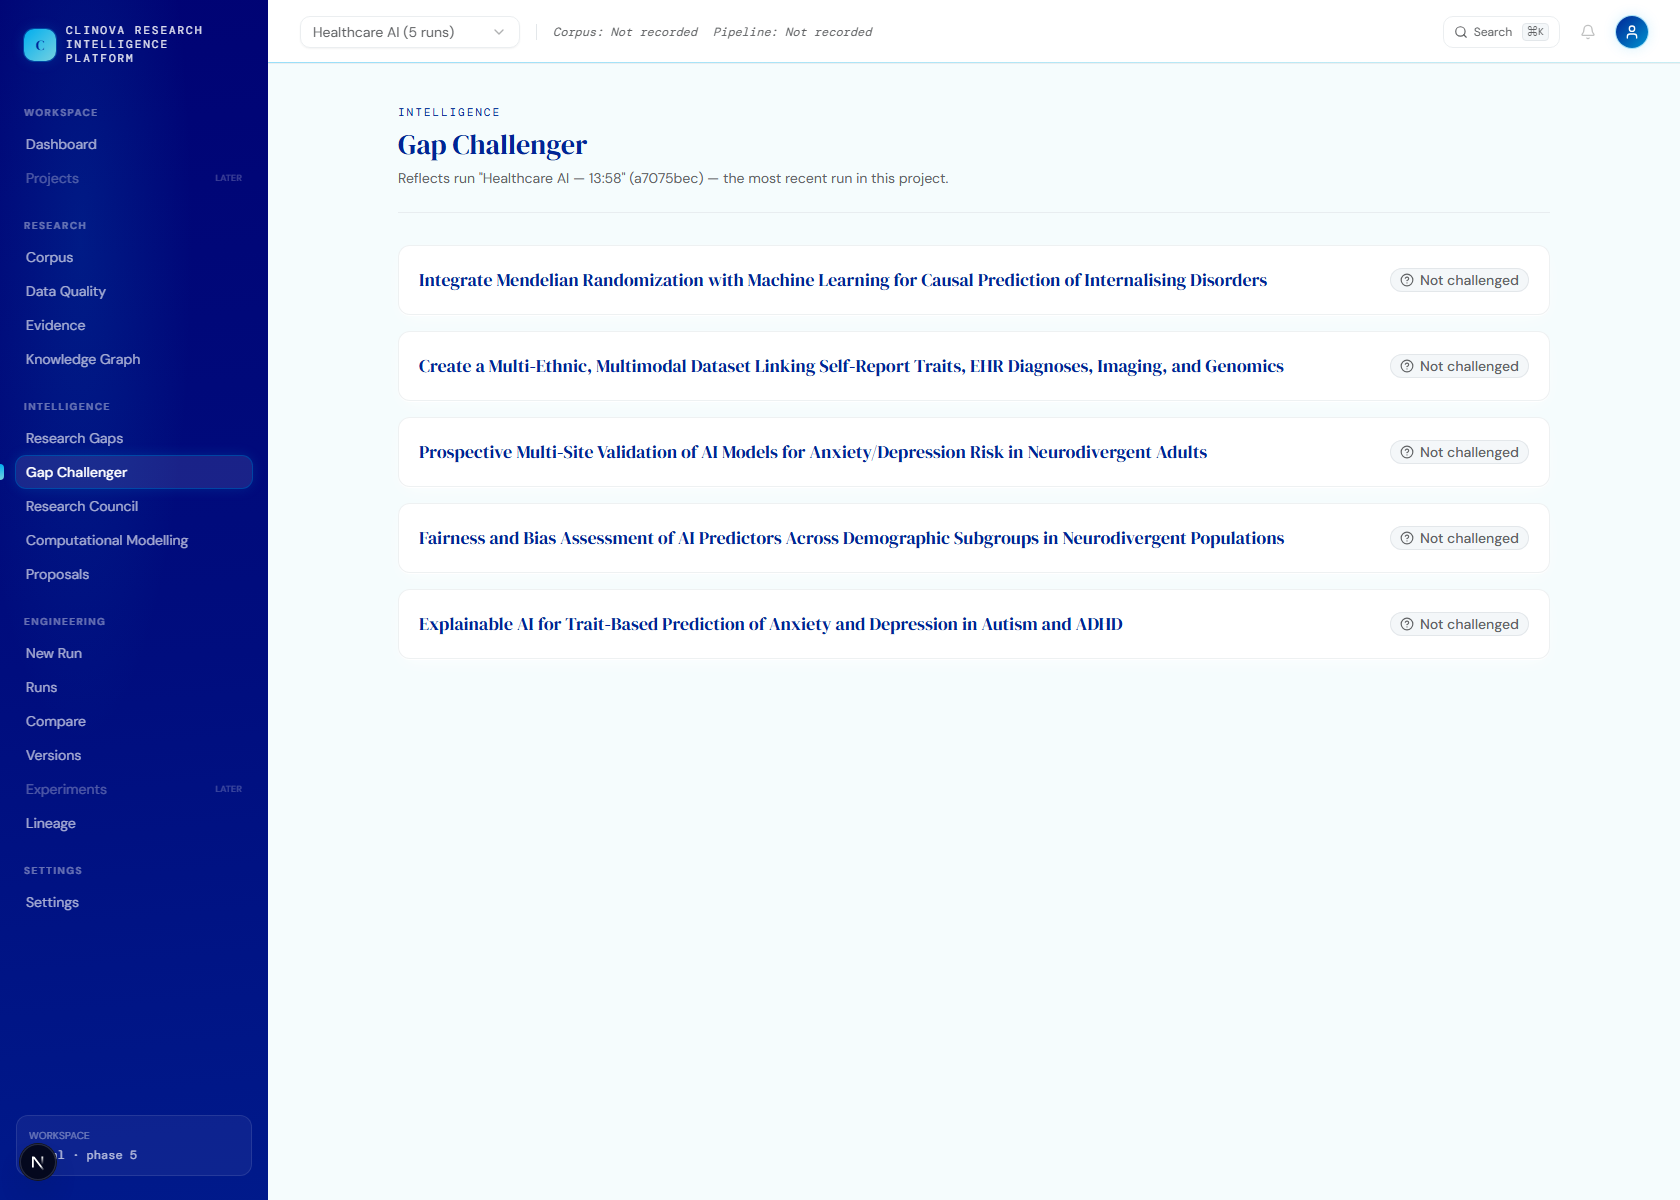 C
CLINOVA RESEARCH
INTELLIGENCE
PLATFORM
WORKSPACE
Dashboard
Projects LATER
RESEARCH
Corpus
Data Quality
Evidence
Knowledge Graph
INTELLIGENCE
Research Gaps
Gap Challenger
Research Council
Computational Modelling
Proposals
ENGINEERING
New Run
Runs
Compare
Versions
Experiments LATER
Lineage
SETTINGS
Settings
WORKSPACE
· phase 5
N
Healthcare AI (5 runs)
Corpus: Not recorded Pipeline: Not recorded
Search ⌘K
INTELLIGENCE
Gap Challenger
Reflects run "Healthcare AI — 13:58" (a7075bec) — the most recent run in this project.
Integrate Mendelian Randomization with Machine Learning for Causal Prediction of Internalising Disorders Not challenged
Create a Multi-Ethnic, Multimodal Dataset Linking Self-Report Traits, EHR Diagnoses, Imaging, and Genomics Not challenged
Prospective Multi-Site Validation of AI Models for Anxiety/Depression Risk in Neurodivergent Adults Not challenged
Fairness and Bias Assessment of AI Predictors Across Demographic Subgroups in Neurodivergent Populations Not challenged
Explainable AI for Trait-Based Prediction of Anxiety and Depression in Autism and ADHD Not challenged